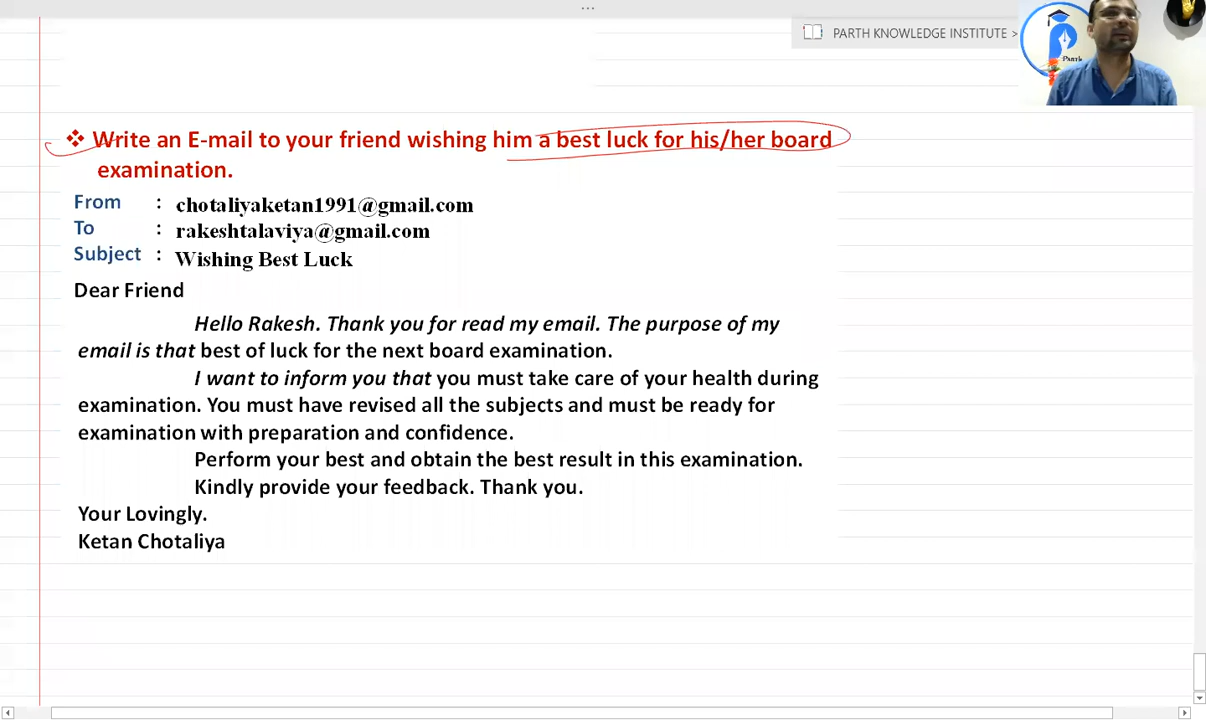 PARTH KNOWLEDGE INSTITUTE >
Parth
❖ Write an E-mail to your friend wishing him a best luck for his/her board
examination.
From : chotaliyaketan1991@gmail.com
To : rakeshtalaviya@gmail.com
Subject : Wishing Best Luck
Dear Friend
Hello Rakesh. Thank you for read my email. The purpose of my
email is that best of luck for the next board examination.
I want to inform you that you must take care of your health during
examination. You must have revised all the subjects and must be ready for
examination with preparation and confidence.
Perform your best and obtain the best result in this examination.
Kindly provide your feedback. Thank you.
Your Lovingly.
Ketan Chotaliya